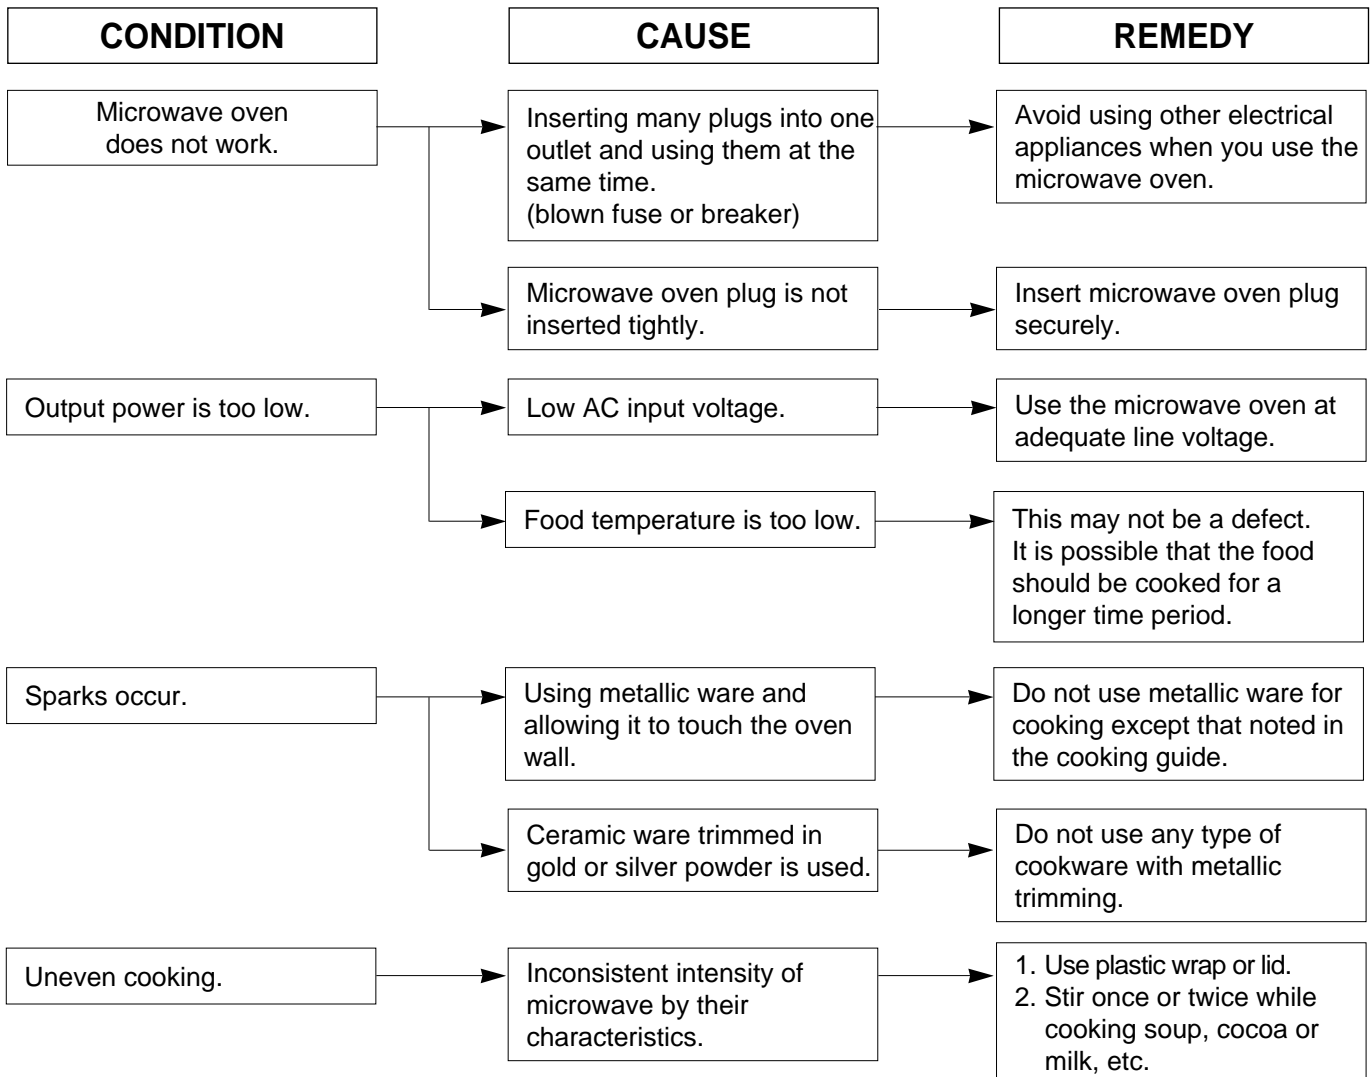 CONDITION
CAUSE
REMEDY
Microwave oven
does not work.
Inserting many plugs into one
outlet and using them at the
same time.
(blown fuse or breaker)
Avoid using other electrical
appliances when you use the
microwave oven.
Microwave oven plug is not
inserted tightly.
Insert microwave oven plug
securely.
Output power is too low.
Low AC input voltage.
Use the microwave oven at
adequate line voltage.
Food temperature is too low.
This may not be a defect.
It is possible that the food
should be cooked for a
longer time period.
Sparks occur.
Using metallic ware and
allowing it to touch the oven
wall.
Do not use metallic ware for
cooking except that noted in
the cooking guide.
Ceramic ware trimmed in
gold or silver powder is used.
Do not use any type of
cookware with metallic
trimming.
Uneven cooking.
Inconsistent intensity of
microwave by their
characteristics.
1. Use plastic wrap or lid.
2. Stir once or twice while
cooking soup, cocoa or
milk, etc.